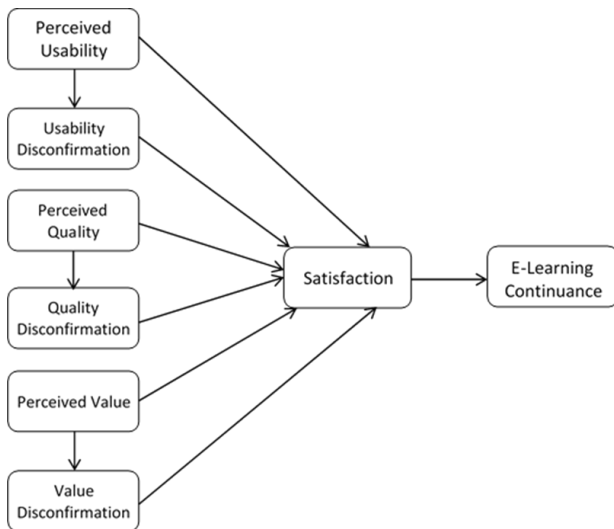 Perceived
Usability
Usability
Disconfirmation
Perceived
Quality
Quality
Disconfirmation
Perceived Value
Value
Disconfirmation
Satisfaction
E-Learning
Continuance